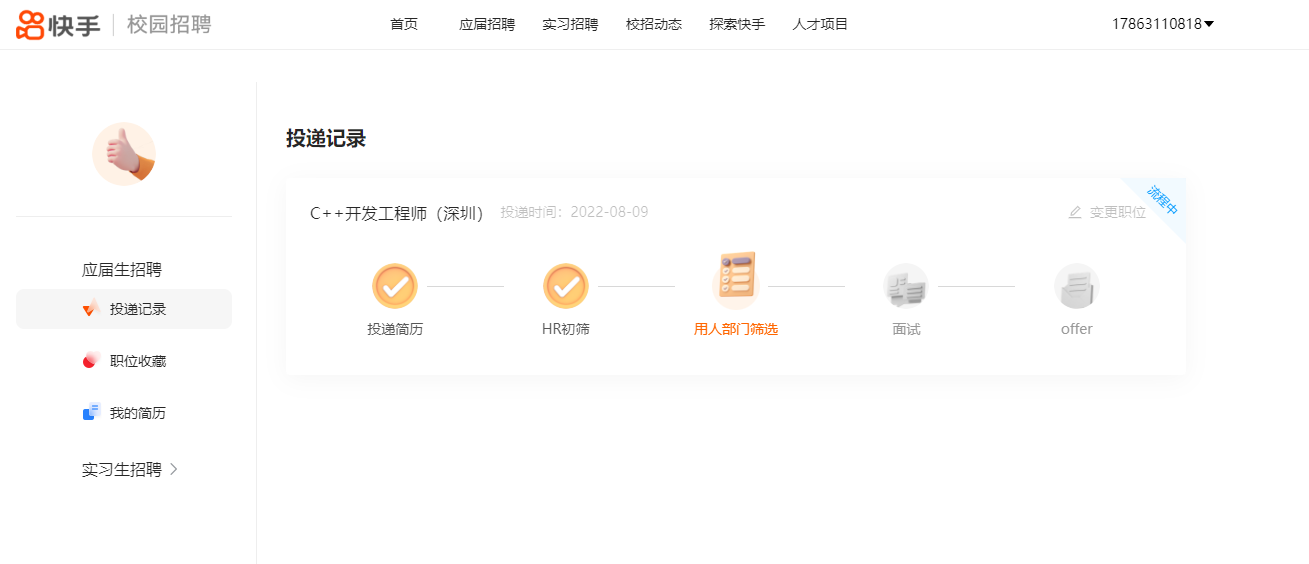 快手 校园招聘 首页 应届招聘 实习招聘 校招动态 探索快手 人才项目 17863110818
投递记录
流程中
C++开发工程师（深圳） 投递时间：2022-08-09 变更职位
应届生招聘
投递记录
投递简历 HR初筛 用人部门筛选 面试 offer
职位收藏
我的简历
实习生招聘